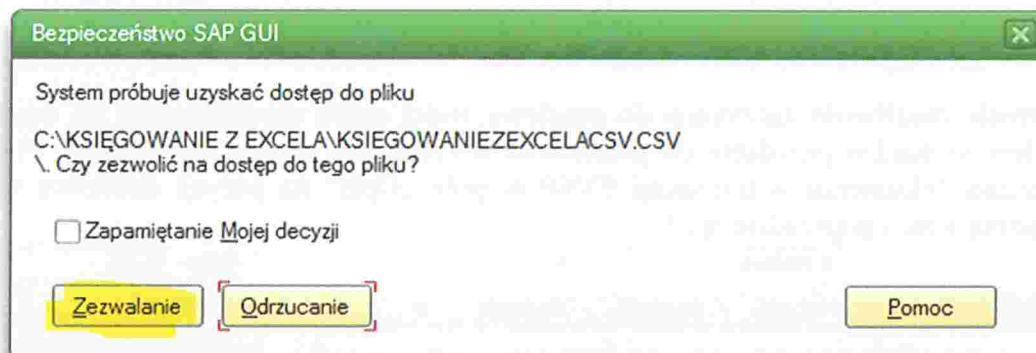 Bezpieczeństwo SAP GUI
System próbuje uzyskać dostęp do pliku
C:\KSIĘGOWANIE Z EXCELA\KSIEGOWANIEZEXCELACSV.CSV
\. Czy zezwolić na dostęp do tego pliku?
Zapamiętanie Mojej decyzji
Zezwalanie Odrzucanie Pomoc